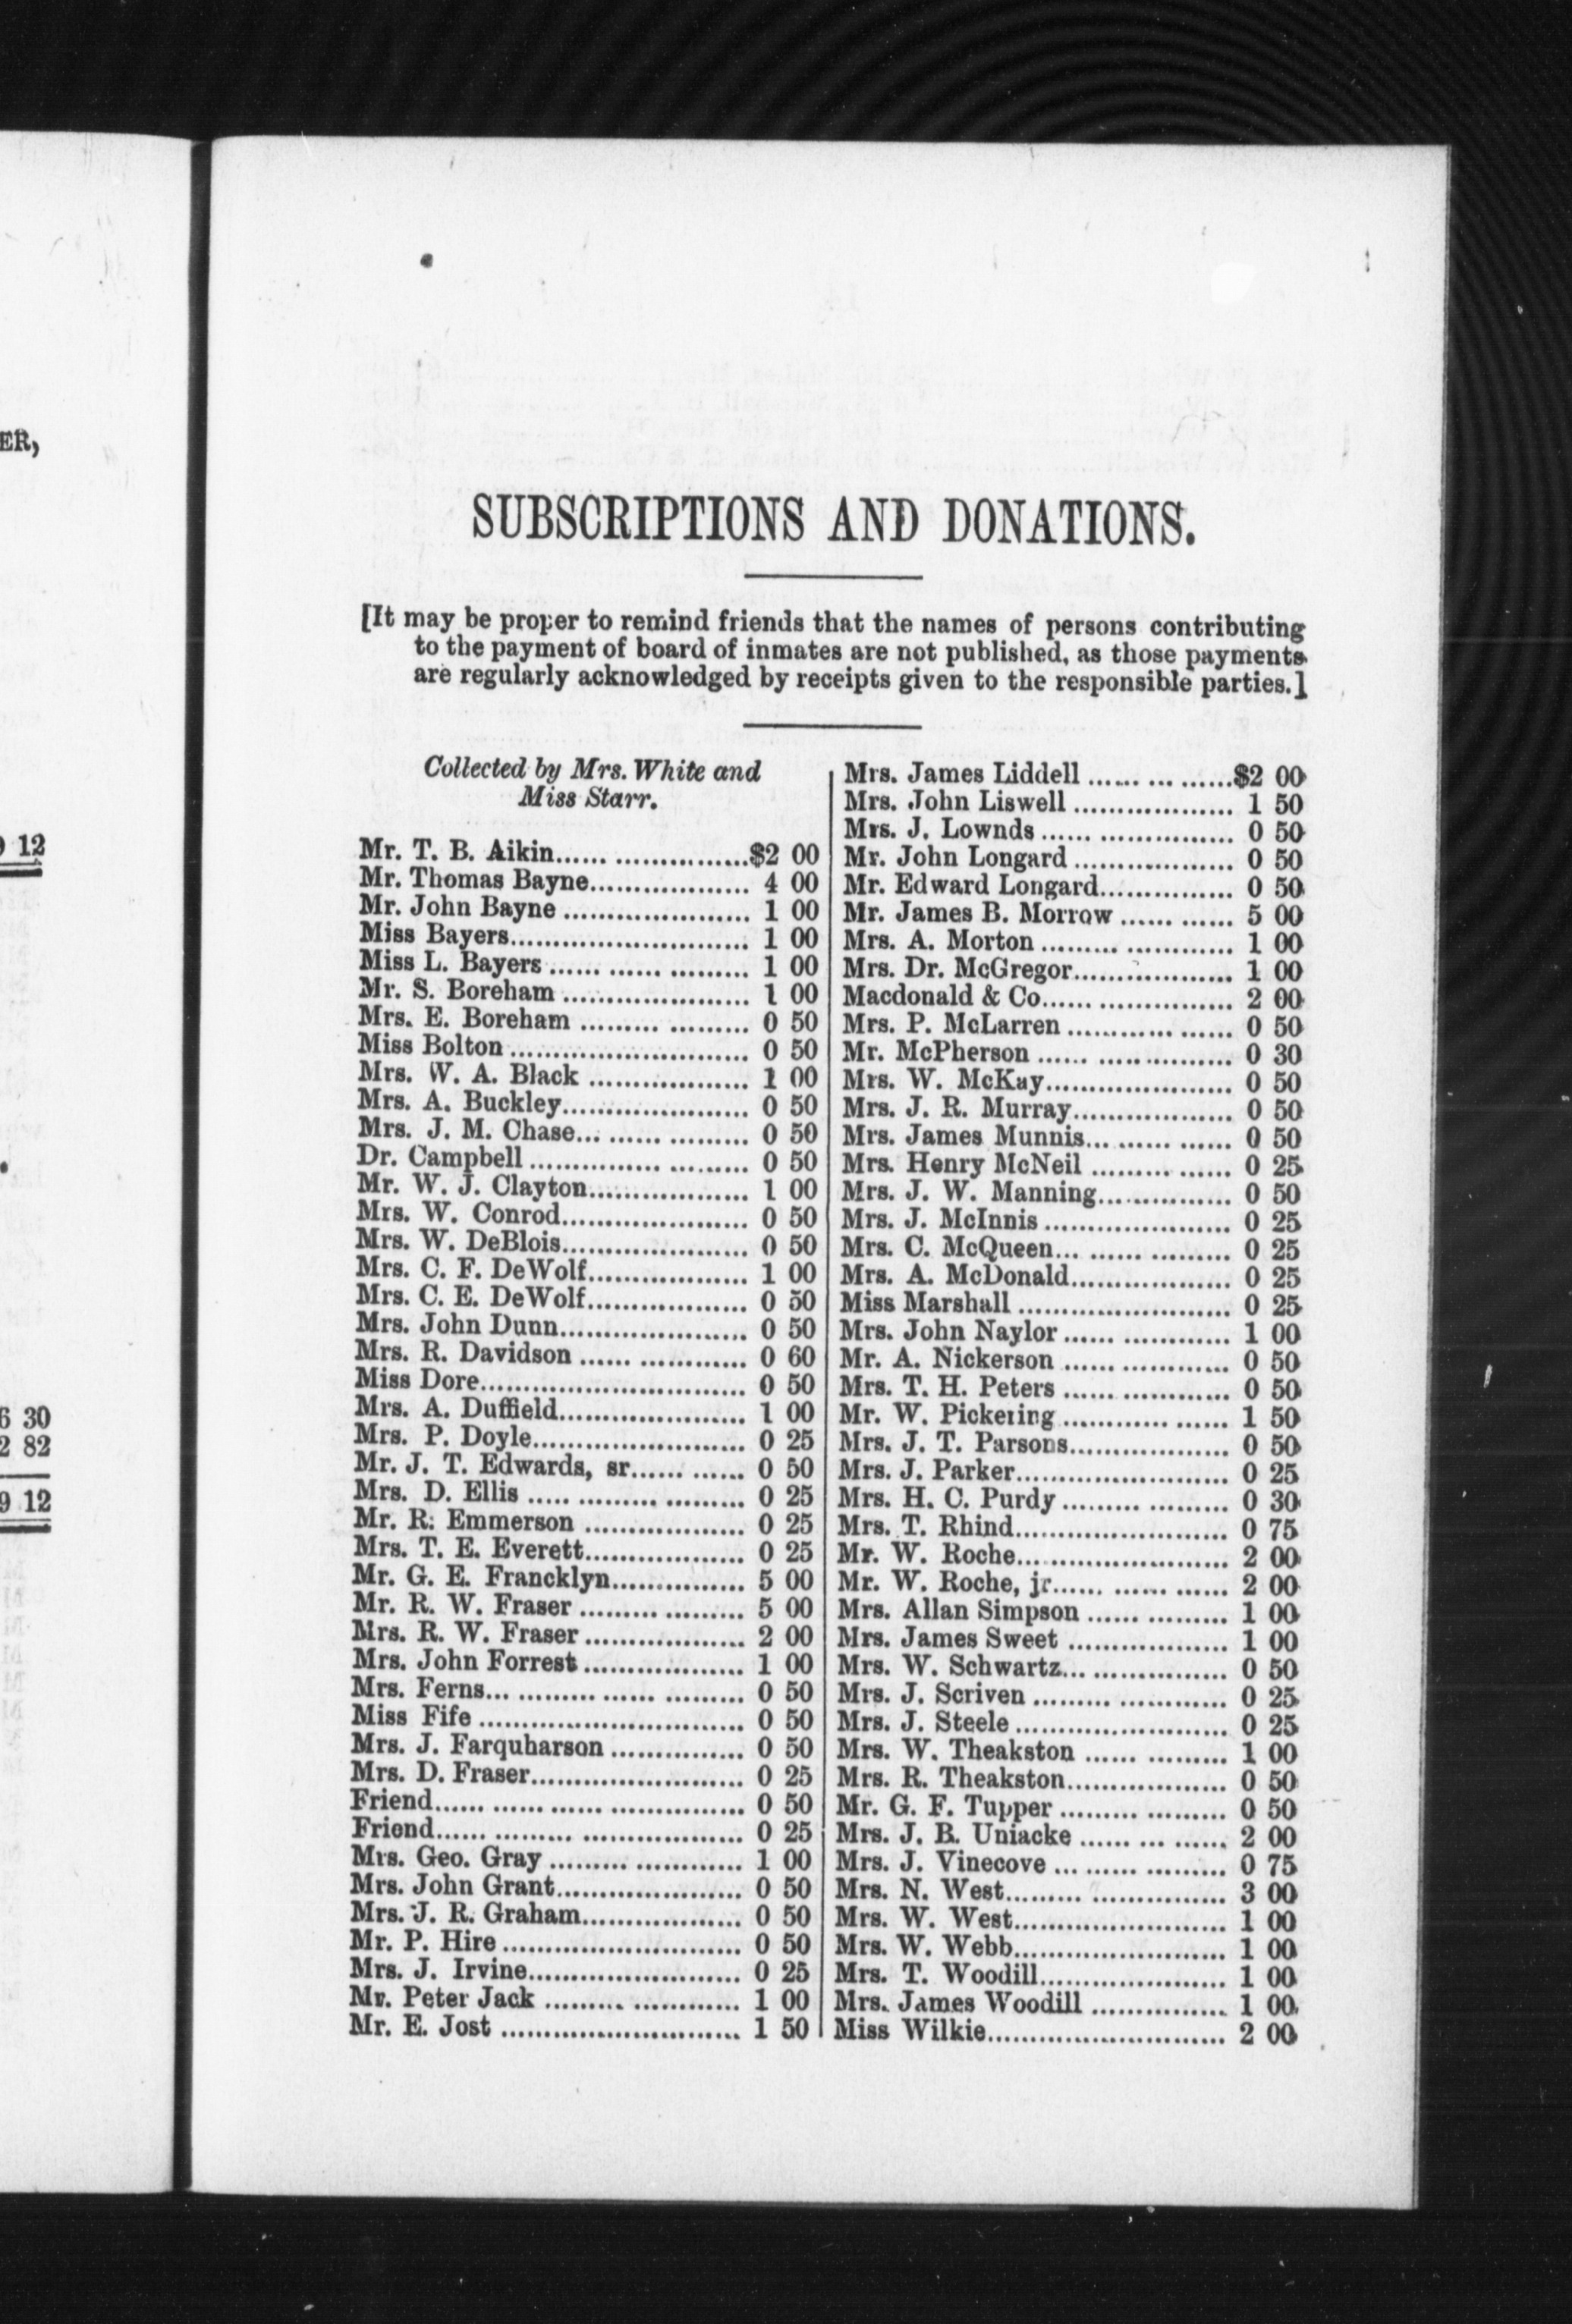 ER,
9 12
6 30
2 82
9 12
SUBSCRIPTIONS AND DONATIONS.
[It may be proper to remind friends that the names of persons contributing
to the payment of board of inmates are not published, as those payments
are regularly acknowledged by receipts given to the responsible parties.]
Collected by Mrs. White and
Miss Starr.
Mr. T. B. Aikin.....................$2 00
Mr. Thomas Bayne.................. 4 00
Mr. John Bayne ..................... 1 00
Miss Bayers........................... 1 00
Miss L. Bayers ..................... 1 00
Mr. S. Boreham ..................... 1 00
Mrs. E. Boreham .................. 0 50
Miss Bolton ........................... 0 50
Mrs. W. A. Black .................. 1 00
Mrs. A. Buckley..................... 0 50
Mrs. J. M. Chase.................. 0 50
Dr. Campbell ........................ 0 50
Mr. W. J. Clayton.................. 1 00
Mrs. W. Conrod..................... 0 50
Mrs. W. DeBlois..................... 0 50
Mrs. C. F. DeWolf.................. 1 00
Mrs. C. E. DeWolf.................. 0 50
Mrs. John Dunn..................... 0 50
Mrs. R. Davidson .................. 0 60
Miss Dore.............................. 0 50
Mrs. A. Duffield..................... 1 00
Mrs. P. Doyle........................ 0 25
Mr. J. T. Edwards, sr............ 0 50
Mrs. D. Ellis ....................... 0 25
Mr. R. Emmerson .................. 0 25
Mrs. T. E. Everett.................. 0 25
Mr. G. E. Francklyn............... 5 00
Mr. R. W. Fraser .................. 5 00
Mrs. R. W. Fraser .................. 2 00
Mrs. John Forrest .................. 1 00
Mrs. Ferns........................... 0 50
Miss Fife .............................. 0 50
Mrs. J. Farquharson ............... 0 50
Mrs. D. Fraser........................ 0 25
Friend................................. 0 50
Friend................................. 0 25
Mrs. Geo. Gray ..................... 1 00
Mrs. John Grant..................... 0 50
Mrs. J. R. Graham.................. 0 50
Mr. P. Hire ........................... 0 50
Mrs. J. Irvine........................ 0 25
Mr. Peter Jack ..................... 1 00
Mr. E. Jost ........................... 1 50
Mrs. James Liddell ...............$2 00
Mrs. John Liswell .................. 1 50
Mrs. J. Lownds ..................... 0 50
Mr. John Longard .................. 0 50
Mr. Edward Longard............... 0 50
Mr. James B. Morrow ............ 5 00
Mrs. A. Morton ..................... 1 00
Mrs. Dr. McGregor.................. 1 00
Macdonald & Co..................... 2 00
Mrs. P. McLarren .................. 0 50
Mr. McPherson ..................... 0 30
Mrs. W. McKay..................... 0 50
Mrs. J. R. Murray.................. 0 50
Mrs. James Munnis............... 0 50
Mrs. Henry McNeil ............... 0 25
Mrs. J. W. Manning............... 0 50
Mrs. J. McInnis ..................... 0 25
Mrs. C. McQueen.................. 0 25
Mrs. A. McDonald.................. 0 25
Miss Marshall ........................ 0 25
Mrs. John Naylor .................. 1 00
Mr. A. Nickerson .................. 0 50
Mrs. T. H. Peters .................. 0 50
Mr. W. Pickering .................. 1 50
Mrs. J. T. Parsons.................. 0 50
Mrs. J. Parker........................ 0 25
Mrs. H. C. Purdy .................. 0 30
Mrs. T. Rhind........................ 0 75
Mr. W. Roche........................ 2 00
Mr. W. Roche, jr.................. 2 00
Mrs. Allan Simpson ............... 1 00
Mrs. James Sweet .................. 1 00
Mrs. W. Schwartz.................. 0 50
Mrs. J. Scriven ..................... 0 25
Mrs. J. Steele ........................ 0 25
Mrs. W. Theakston ............... 1 00
Mrs. R. Theakston.................. 0 50
Mr. G. F. Tupper .................. 0 50
Mrs. J. B. Uniacke ............... 2 00
Mrs. J. Vinecove .................. 0 75
Mrs. N. West........................ 3 00
Mrs. W. West........................ 1 00
Mrs. W. Webb........................ 1 00
Mrs. T. Woodill..................... 1 00
Mrs. James Woodill ............... 1 00
Miss Wilkie........................... 2 00